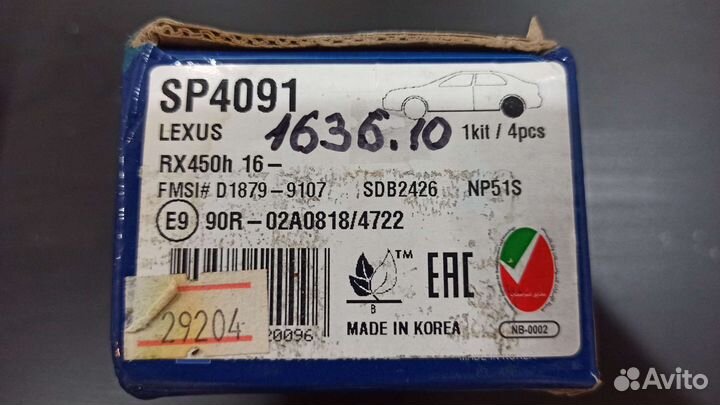 SP4091
LEXUS
1636.10
1kit / 4pcs
RX450h 16-
FMSI# D1879-9107 SDB2426 NP51S
E9 90R-02A0818/4722
TM
EAC
B
29204
20096
MADE IN KOREA
NB-0002
Avito